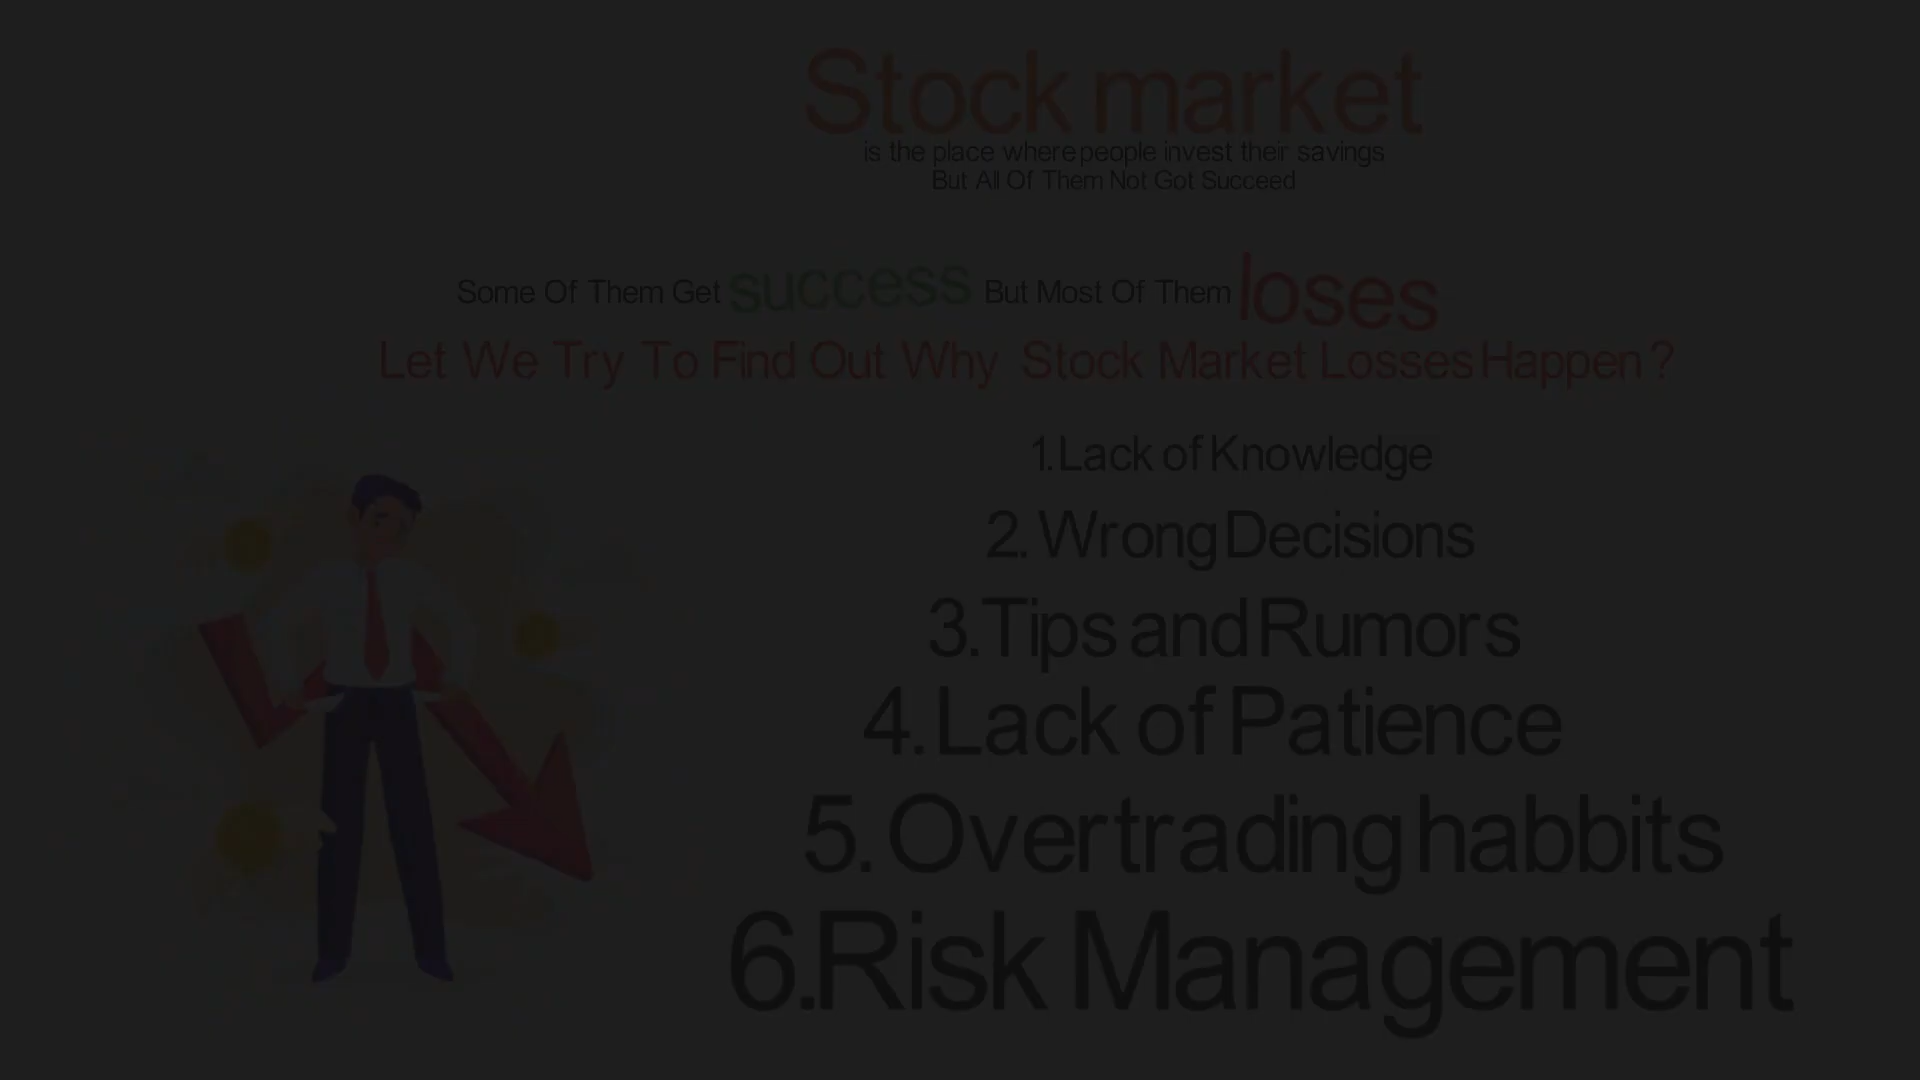 Stock market
is the place where people invest their savings
But All Of Them Not Got Succeed
Some Of Them Get success But Most Of Them loses
Let We Try To Find Out Why Stock Market Losses Happen ?
1.Lack of Knowledge
2. Wrong Decisions
3.Tips and Rumors
4.Lack of Patience
5. Overtrading habbits
6.Risk Management